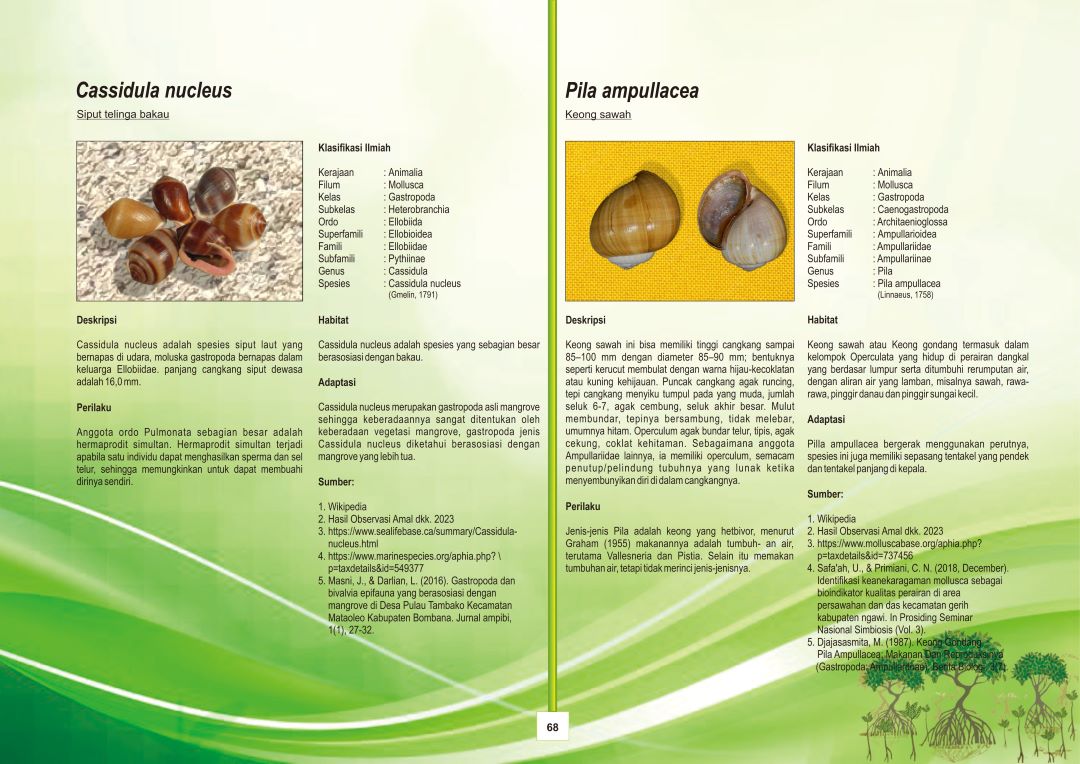 Cassidula nucleus
Siput telinga bakau
Klasifikasi Ilmiah
Kerajaan : Animalia
Filum : Mollusca
Kelas : Gastropoda
Subkelas : Heterobranchia
Ordo : Ellobiida
Superfamili : Ellobioidea
Famili : Ellobiidae
Subfamili : Pythiinae
Genus : Cassidula
Spesies : Cassidula nucleus
(Gmelin, 1791)
Deskripsi
Cassidula nucleus adalah spesies siput laut yang
bernapas di udara, moluska gastropoda bernapas dalam
keluarga Ellobiidae. panjang cangkang siput dewasa
adalah 16,0 mm.
Perilaku
Anggota ordo Pulmonata sebagian besar adalah
hermaprodit simultan. Hermaprodit simultan terjadi
apabila satu individu dapat menghasilkan sperma dan sel
telur, sehingga memungkinkan untuk dapat membuahi
dirinya sendiri.
Habitat
Cassidula nucleus adalah spesies yang sebagian besar
berasosiasi dengan bakau.
Adaptasi
Cassidula nucleus merupakan gastropoda asli mangrove
sehingga keberadaannya sangat ditentukan oleh
keberadaan vegetasi mangrove, gastropoda jenis
Cassidula nucleus diketahui berasosiasi dengan
mangrove yang lebih tua.
Sumber:
1. Wikipedia
2. Hasil Observasi Amal dkk. 2023
3. https://www.sealifebase.ca/summary/Cassidula-
nucleus.html
4. https://www.marinespecies.org/aphia.php? \
p=taxdetails&id=549377
5. Masni, J., & Darlian, L. (2016). Gastropoda dan
bivalvia epifauna yang berasosiasi dengan
mangrove di Desa Pulau Tambako Kecamatan
Mataoleo Kabupaten Bombana. Jurnal ampibi,
1(1), 27-32.
Pila ampullacea
Keong sawah
Klasifikasi Ilmiah
Kerajaan : Animalia
Filum : Mollusca
Kelas : Gastropoda
Subkelas : Caenogastropoda
Ordo : Architaenioglossa
Superfamili : Ampullarioidea
Famili : Ampullariidae
Subfamili : Ampullariinae
Genus : Pila
Spesies : Pila ampullacea
(Linnaeus, 1758)
Deskripsi
Keong sawah ini bisa memiliki tinggi cangkang sampai
85–100 mm dengan diameter 85–90 mm; bentuknya
seperti kerucut membulat dengan warna hijau-kecoklatan
atau kuning kehijauan. Puncak cangkang agak runcing,
tepi cangkang menyiku tumpul pada yang muda, jumlah
seluk 6-7, agak cembung, seluk akhir besar. Mulut
membundar, tepinya bersambung, tidak melebar,
umumnya hitam. Operculum agak bundar telur, tipis, agak
cekung, coklat kehitaman. Sebagaimana anggota
Ampullariidae lainnya, ia memiliki operculum, semacam
penutup/pelindung tubuhnya yang lunak ketika
menyembunyikan diri di dalam cangkangnya.
Perilaku
Jenis-jenis Pila adalah keong yang hetbivor, menurut
Graham (1955) makanannya adalah tumbuh- an air,
terutama Vallesneria dan Pistia. Selain itu memakan
tumbuhan air, tetapi tidak merinci jenis-jenisnya.
Habitat
Keong sawah atau Keong gondang termasuk dalam
kelompok Operculata yang hidup di perairan dangkal
yang berdasar lumpur serta ditumbuhi rerumputan air,
dengan aliran air yang lamban, misalnya sawah, rawa-
rawa, pinggir danau dan pinggir sungai kecil.
Adaptasi
Pilla ampullacea bergerak menggunakan perutnya,
spesies ini juga memiliki sepasang tentakel yang pendek
dan tentakel panjang di kepala.
Sumber:
1. Wikipedia
2. Hasil Observasi Amal dkk. 2023
3. https://www.molluscabase.org/aphia.php?
p=taxdetails&id=737456
4. Safa'ah, U., & Primiani, C. N. (2018, December).
Identifikasi keanekaragaman mollusca sebagai
bioindikator kualitas perairan di area
persawahan dan das kecamatan gerih
kabupaten ngawi. In Prosiding Seminar
Nasional Simbiosis (Vol. 3).
5. Djajasasmita, M. (1987). Keong Gondang
Pila Ampullacea: Makanan Dan Reproduksinya
(Gastropoda: Ampullariidae). Berita Biologi, 3(7).
68